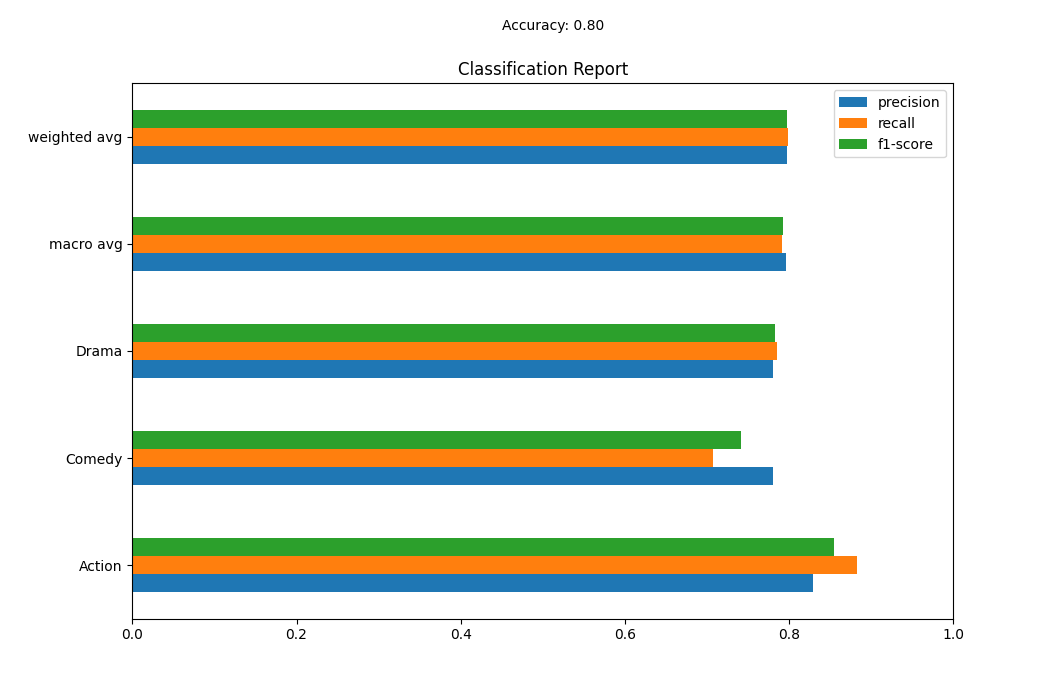 Accuracy: 0.80
Classification Report
precision
recall
f1-score
weighted avg
macro avg
Drama
Comedy
Action
0.0 0.2 0.4 0.6 0.8 1.0